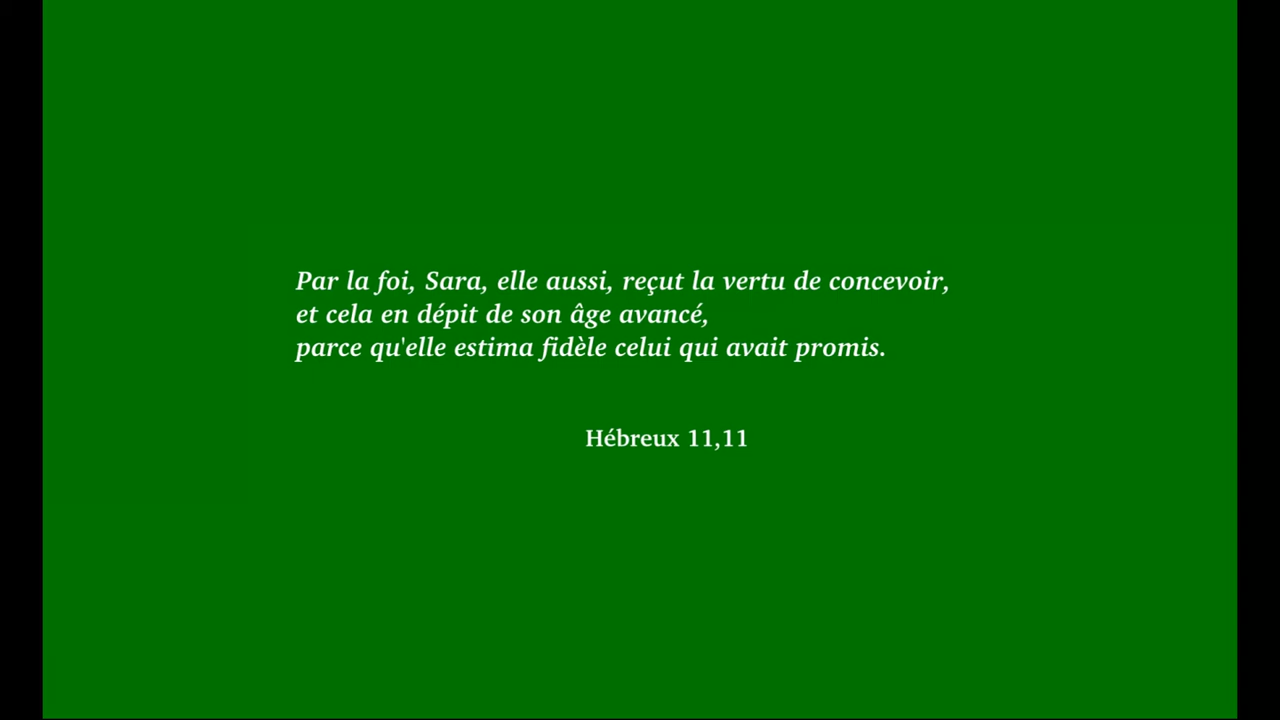 Par la foi, Sara, elle aussi, reçut la vertu de concevoir,
et cela en dépit de son âge avancé,
parce qu'elle estima fidèle celui qui avait promis.
Hébreux 11,11